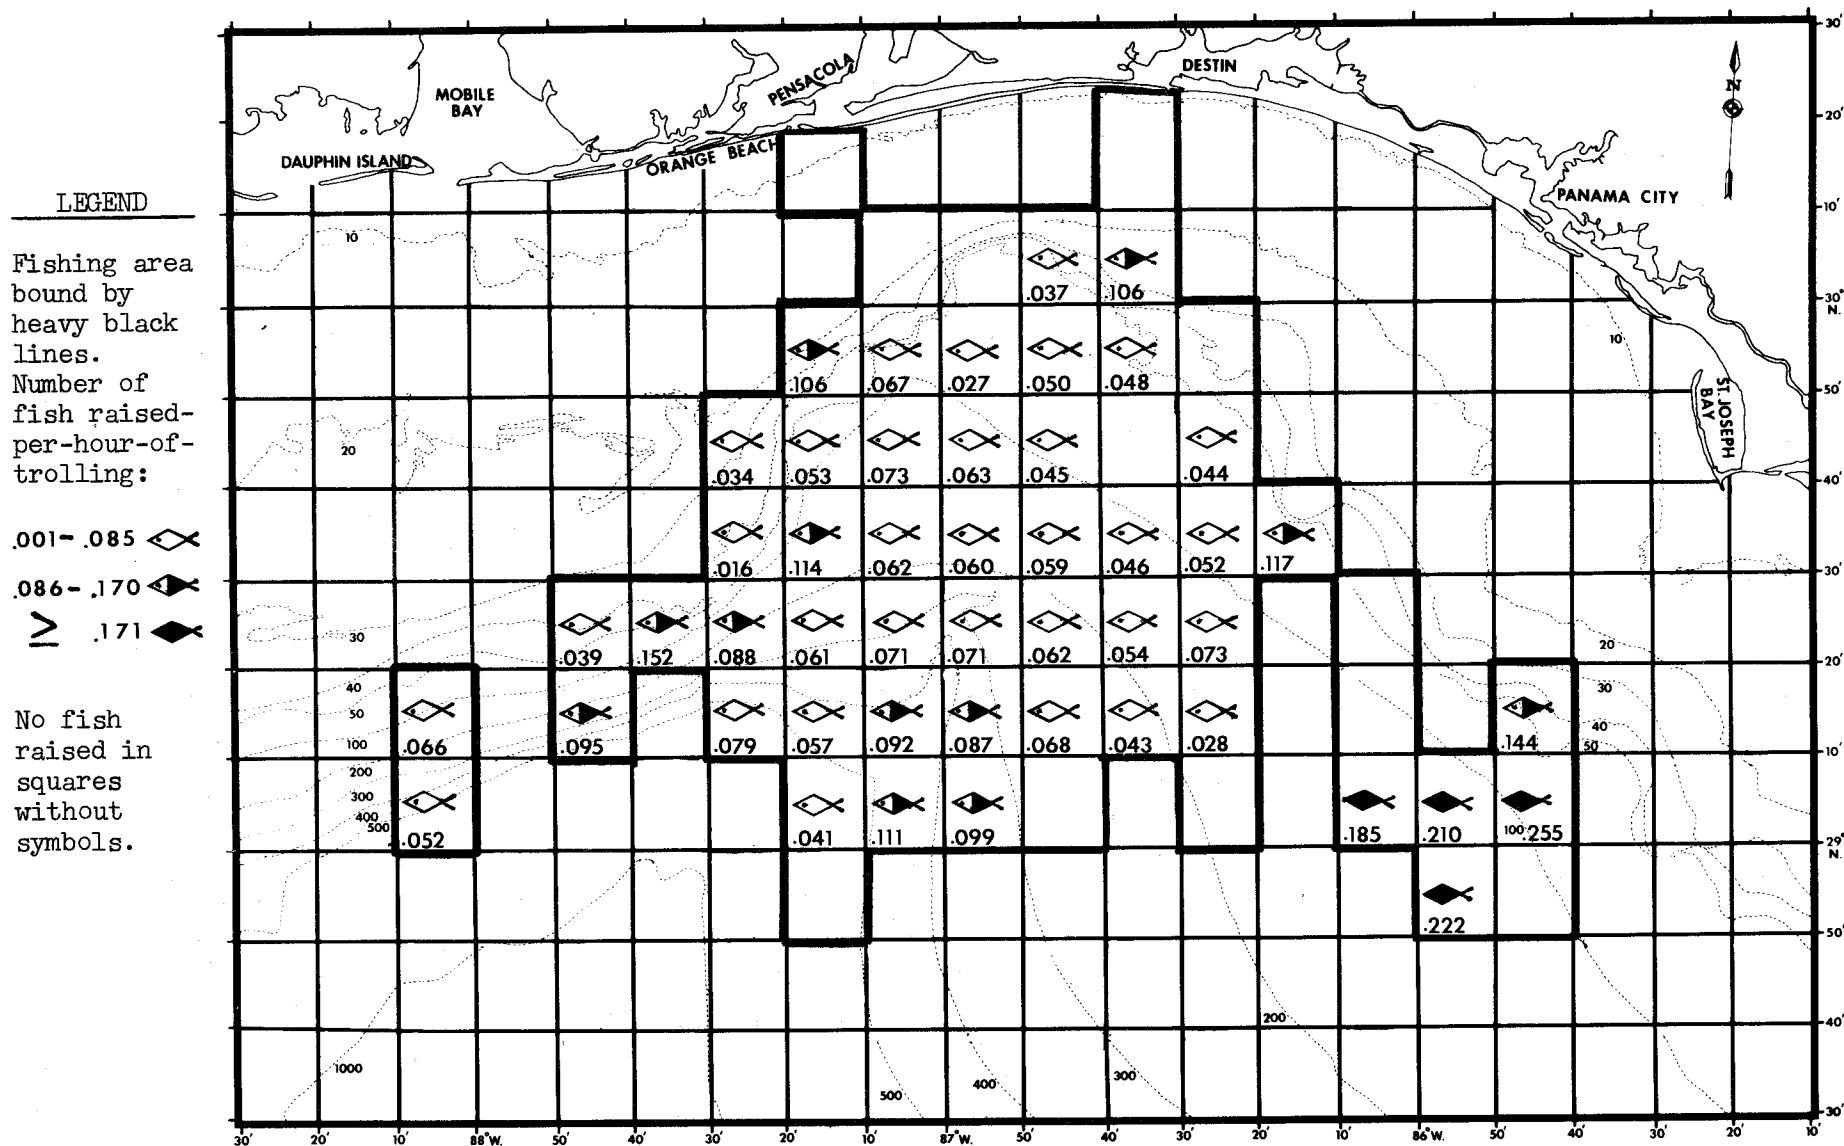 LEGEND
Fishing area
bound by
heavy black
lines.
Number of
fish raised-
per-hour-of-
trolling:
.001- .085
.086- .170
≥ .171
No fish
raised in
squares
without
symbols.
MOBILE
BAY
DAUPHIN ISLAND
ORANGE BEACH
PENSACOLA
DESTIN
PANAMA CITY
ST. JOSEPH
BAY
N
30'
20'
10'
30°
N.
50'
40'
30'
20'
10'
29°
N.
50'
40'
30'
10
10
20
.037 .106
.106 .067 .027 .050 .048
.034 .053 .073 .063 .045 .044
.016 .114 .062 .060 .059 .046 .052 .117
30
.039 .152 .088 .061 .071 .071 .062 .054 .073
20
40
50
100
.066 .095 .079 .057 .092 .087 .068 .043 .028 .144
30
40
50
200
300
400
500
.052 .041 .111 .099 .185 .210 100 .255
.222
200
1000
500
400
300
30' 20' 10' 88°W. 50' 40' 30' 20' 10' 87°W. 50' 40' 30' 20' 10' 86°W. 50' 40' 30' 20' 10'